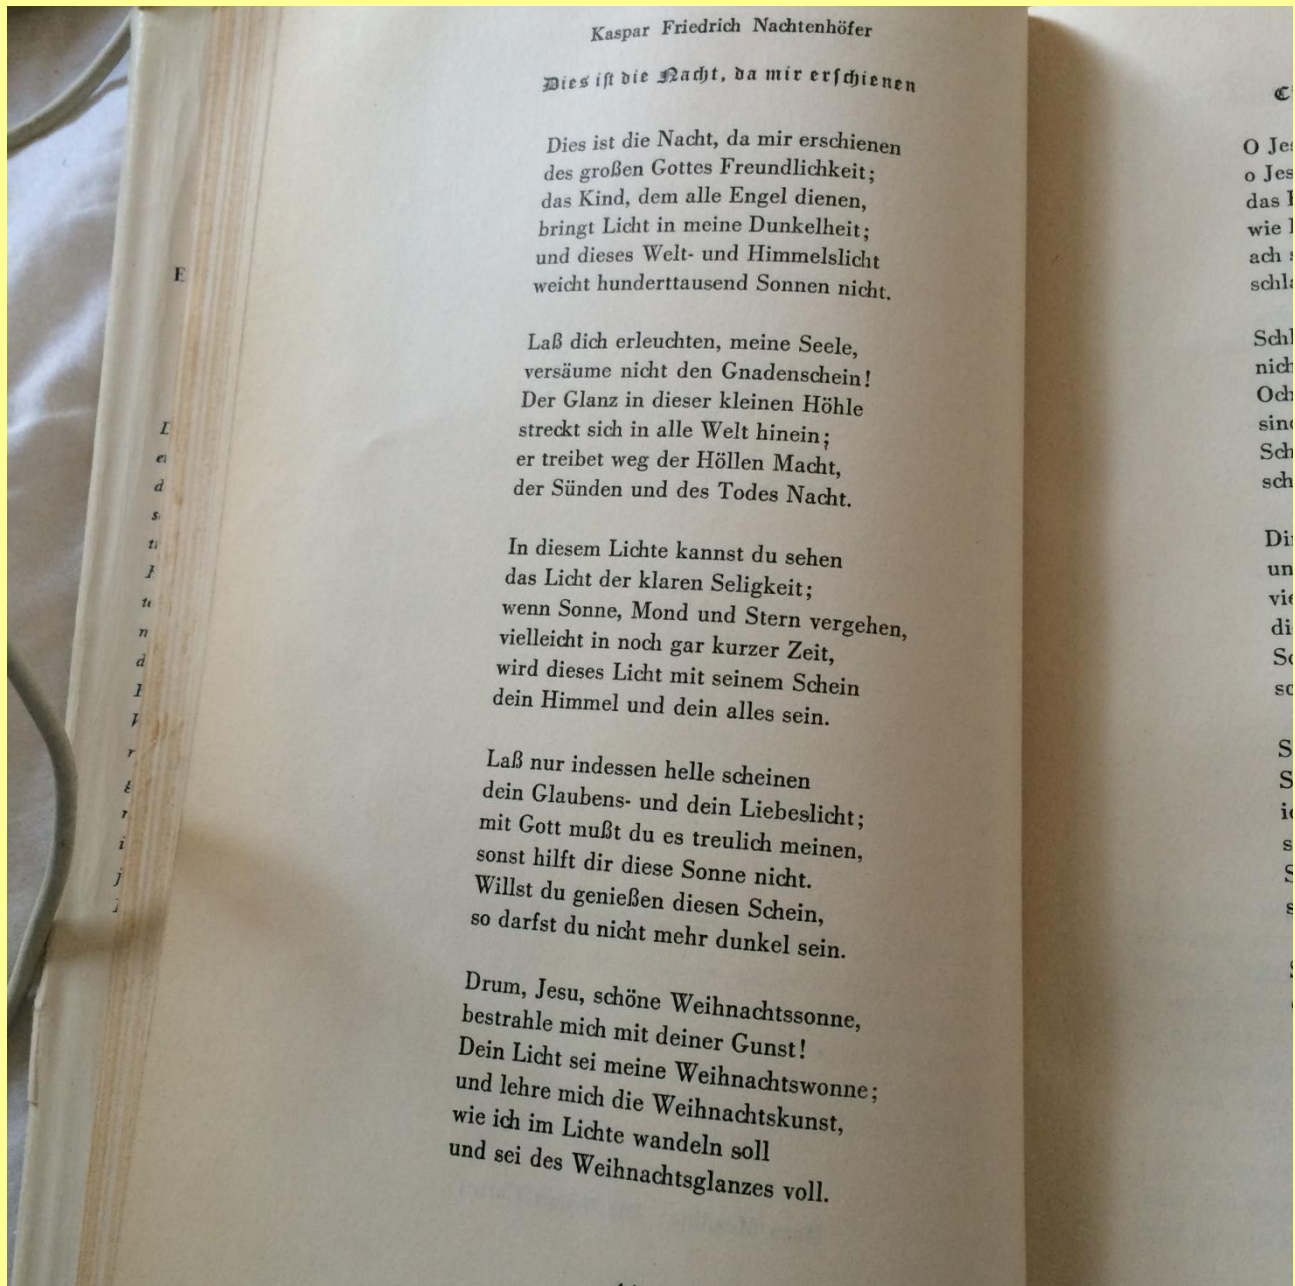 Kaspar Friedrich Nachtenhöfer
Dies ist die Nacht, da mir erschienen
Dies ist die Nacht, da mir erschienen
des großen Gottes Freundlichkeit;
das Kind, dem alle Engel dienen,
bringt Licht in meine Dunkelheit;
und dieses Welt- und Himmelslicht
weicht hunderttausend Sonnen nicht.
Laß dich erleuchten, meine Seele,
versäume nicht den Gnadenschein!
Der Glanz in dieser kleinen Höhle
streckt sich in alle Welt hinein;
er treibet weg der Höllen Macht,
der Sünden und des Todes Nacht.
In diesem Lichte kannst du sehen
das Licht der klaren Seligkeit;
wenn Sonne, Mond und Stern vergehen,
vielleicht in noch gar kurzer Zeit,
wird dieses Licht mit seinem Schein
dein Himmel und dein alles sein.
Laß nur indessen helle scheinen
dein Glaubens- und dein Liebeslicht;
mit Gott mußt du es treulich meinen,
sonst hilft dir diese Sonne nicht.
Willst du genießen diesen Schein,
so darfst du nicht mehr dunkel sein.
Drum, Jesu, schöne Weihnachtssonne,
bestrahle mich mit deiner Gunst!
Dein Licht sei meine Weihnachtswonne;
und lehre mich die Weihnachtskunst,
wie ich im Lichte wandeln soll
und sei des Weihnachtsglanzes voll.
O
o
das
wie
ach